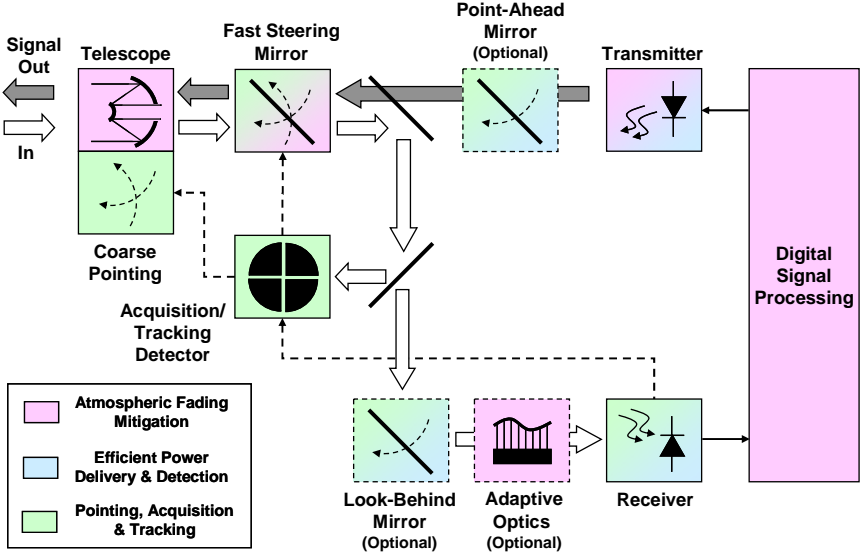 Signal
Out
In
Telescope
Fast Steering
Mirror
Point-Ahead
Mirror
(Optional)
Transmitter
Coarse
Pointing
Acquisition/
Tracking
Detector
Digital
Signal
Processing
Look-Behind
Mirror
(Optional)
Adaptive
Optics
(Optional)
Receiver
Atmospheric Fading
Mitigation
Efficient Power
Delivery & Detection
Pointing, Acquisition
& Tracking